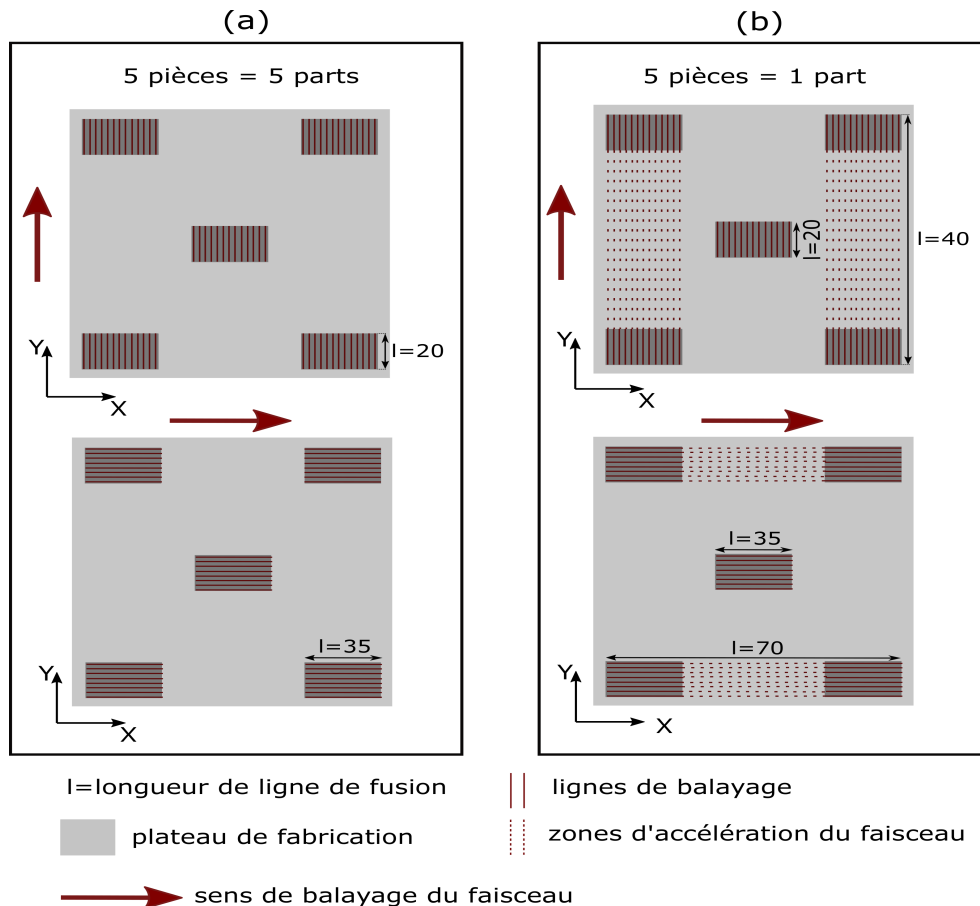 (a)
5 pièces = 5 parts
Y
l=20
X
l=35
Y
X
(b)
5 pièces = 1 part
l=20
l=40
Y
X
l=35
l=70
Y
X
l=longueur de ligne de fusion
lignes de balayage
plateau de fabrication
zones d'accélération du faisceau
sens de balayage du faisceau